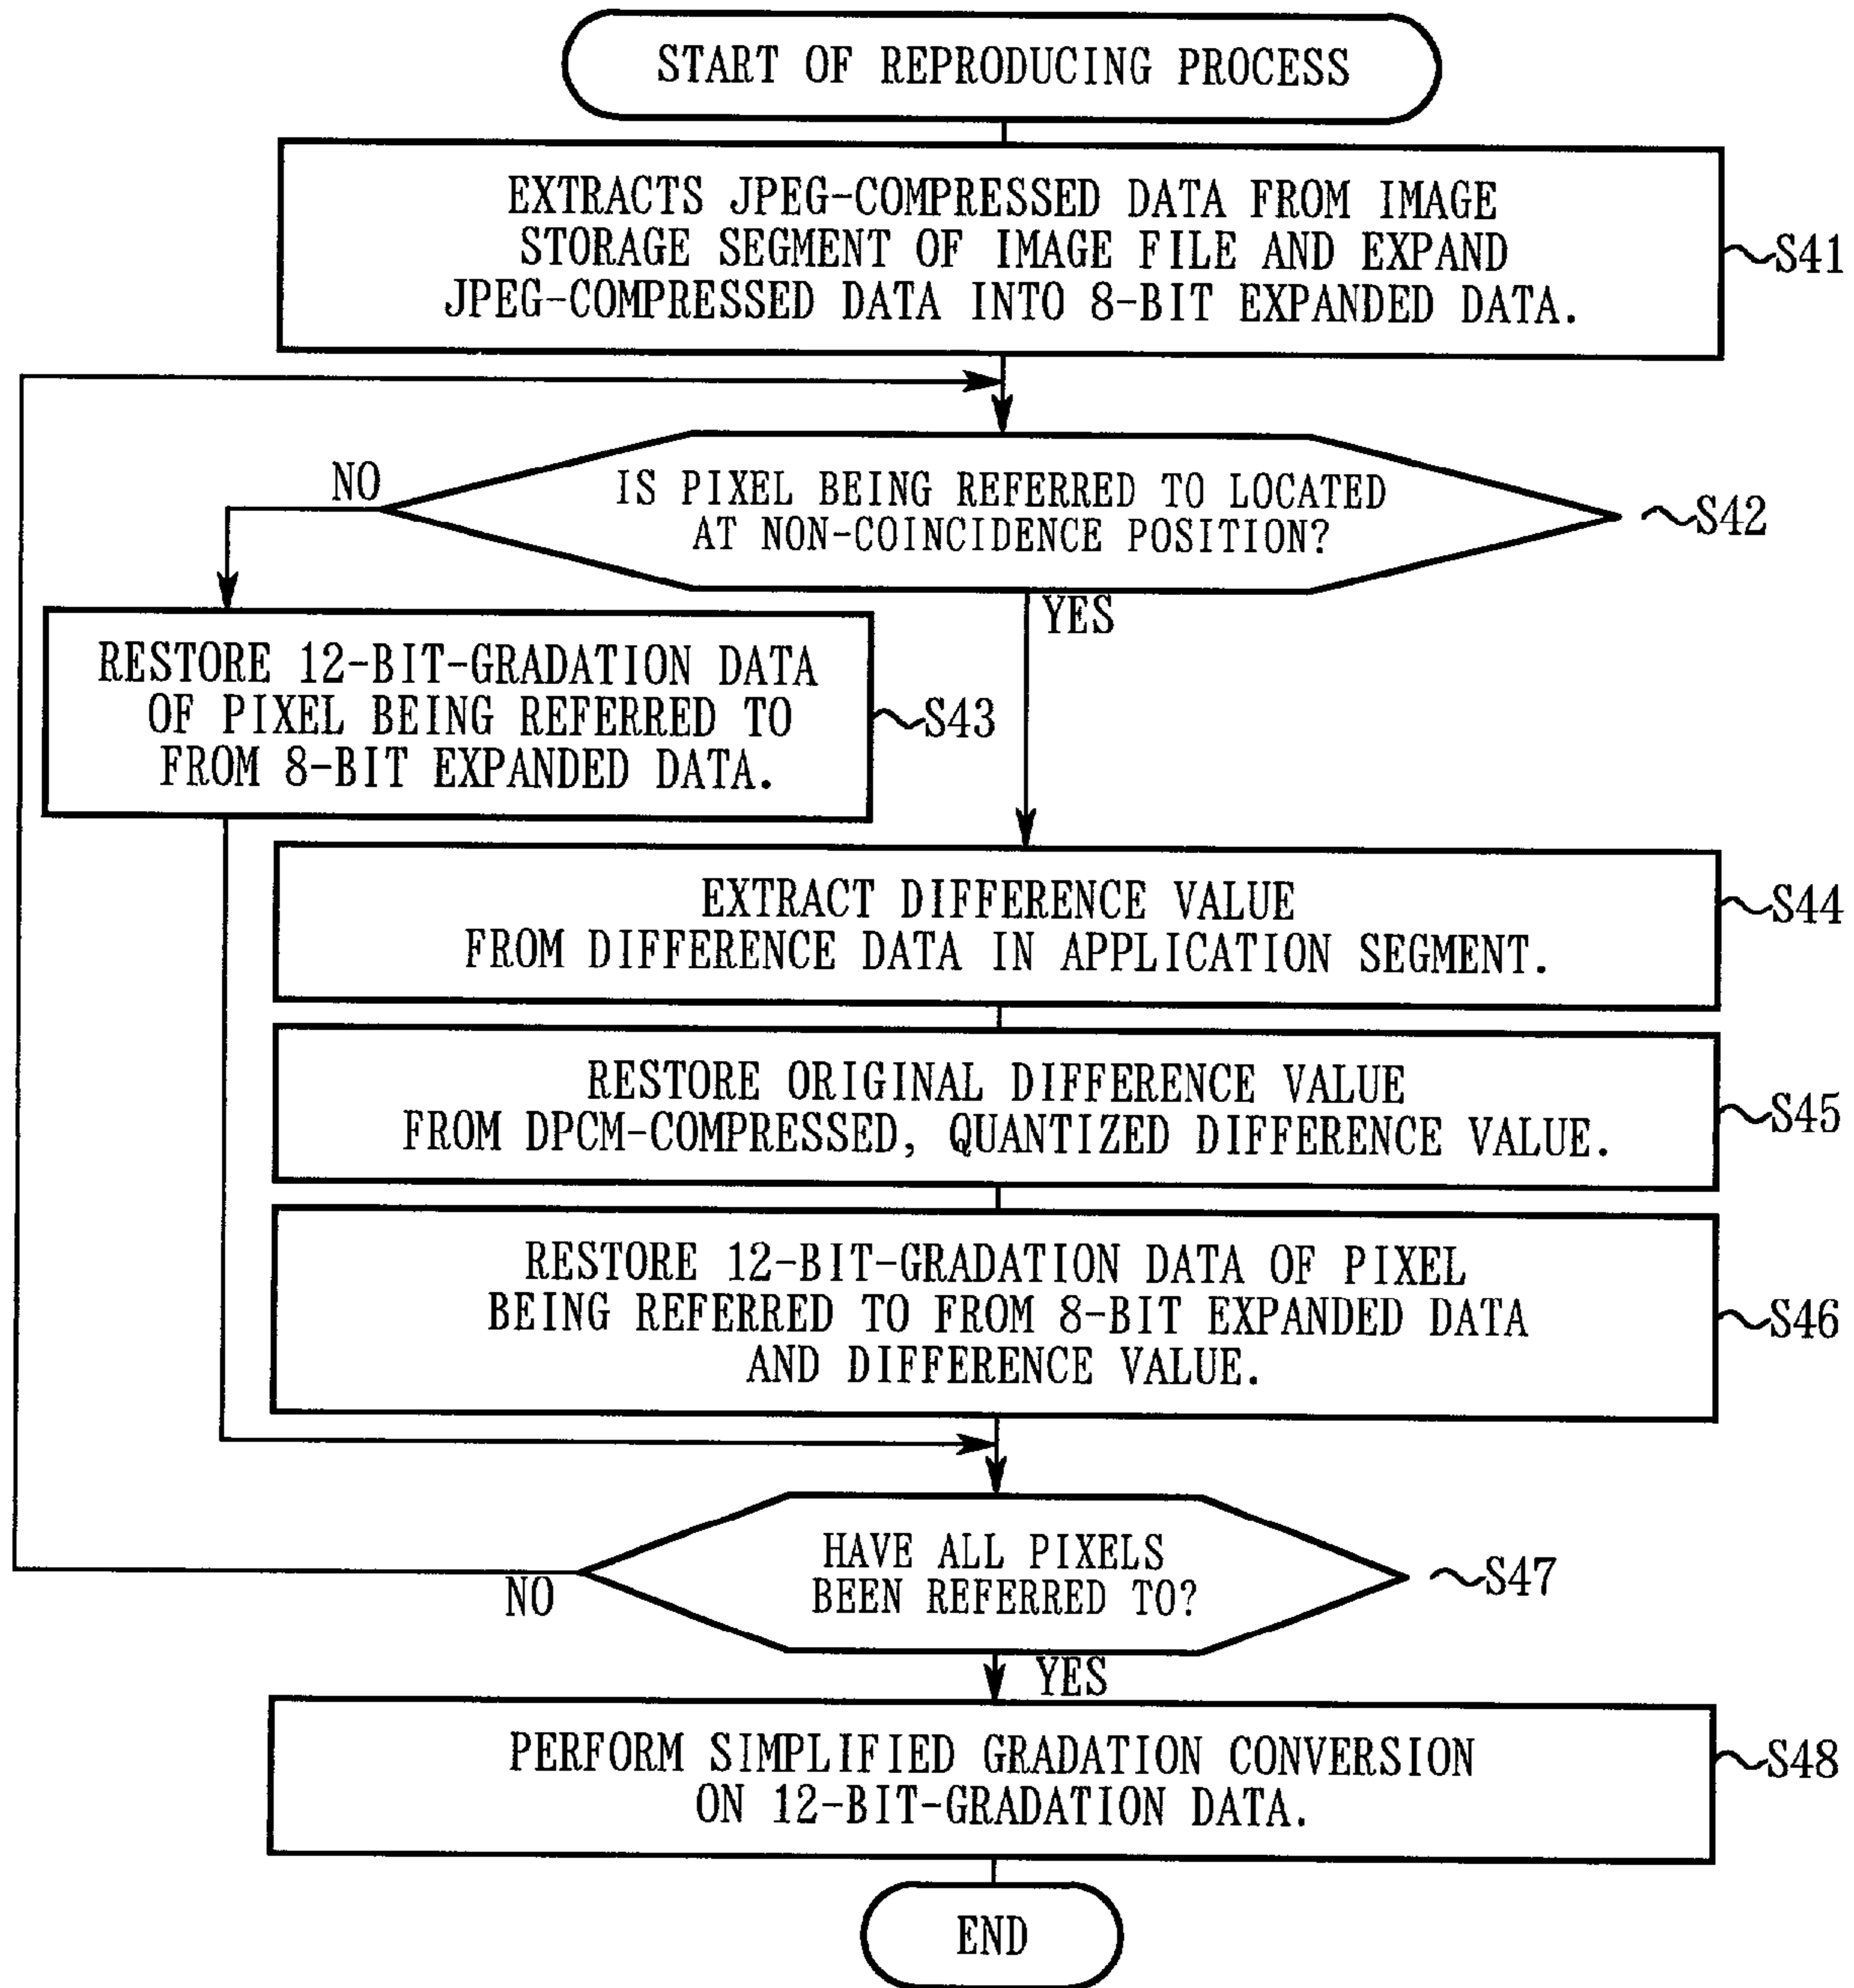 START OF REPRODUCING PROCESS
EXTRACTS JPEG-COMPRESSED DATA FROM IMAGE
STORAGE SEGMENT OF IMAGE FILE AND EXPAND
JPEG-COMPRESSED DATA INTO 8-BIT EXPANDED DATA.
S41
NO
IS PIXEL BEING REFERRED TO LOCATED
AT NON-COINCIDENCE POSITION?
S42
YES
RESTORE 12-BIT-GRADATION DATA
OF PIXEL BEING REFERRED TO
FROM 8-BIT EXPANDED DATA.
S43
EXTRACT DIFFERENCE VALUE
FROM DIFFERENCE DATA IN APPLICATION SEGMENT.
S44
RESTORE ORIGINAL DIFFERENCE VALUE
FROM DPCM-COMPRESSED, QUANTIZED DIFFERENCE VALUE.
S45
RESTORE 12-BIT-GRADATION DATA OF PIXEL
BEING REFERRED TO FROM 8-BIT EXPANDED DATA
AND DIFFERENCE VALUE.
S46
HAVE ALL PIXELS
BEEN REFERRED TO?
S47
NO
YES
PERFORM SIMPLIFIED GRADATION CONVERSION
ON 12-BIT-GRADATION DATA.
S48
END